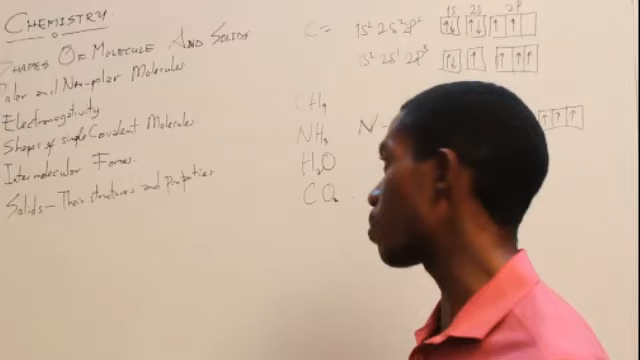 CHEMISTRY
SHAPES OF MOLECULE AND SOLIDS
Polar and Non-polar Molecules
Electronegativity
Shapes of simple Covalent Molecules
Intermolecular Forces
Solids - Their structures and Properties
1s 2s 2p
C = 1s² 2s² 2p² ↑↓ ↑↓ ↑ ↑
1s² 2s¹ 2p³ ↑↓ ↑ ↑ ↑ ↑
CH₄
NH₃
H₂O
CO₂
N - ↑ ↑ ↑